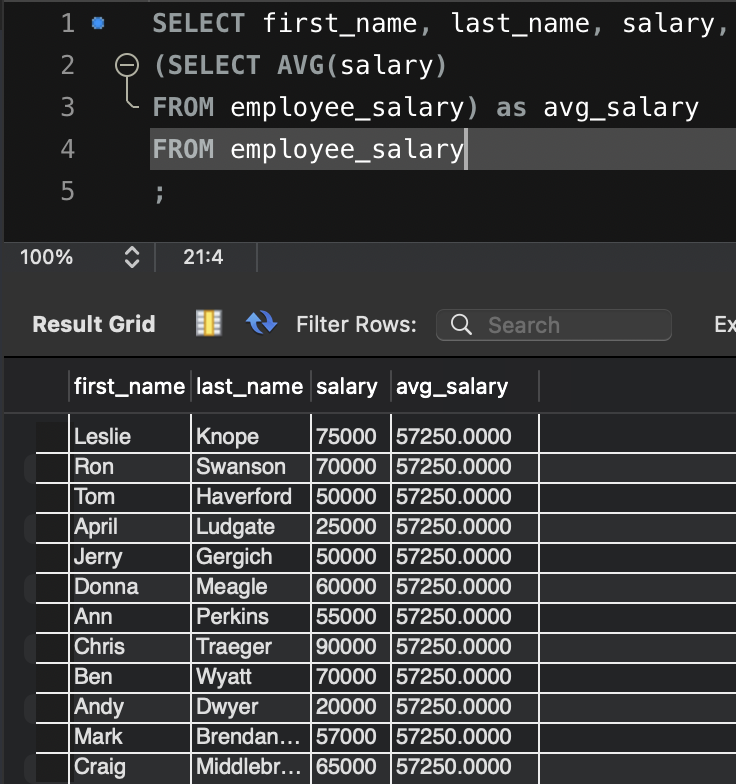 1 SELECT first_name, last_name, salary,
2 (SELECT AVG(salary)
3 FROM employee_salary) as avg_salary
4 FROM employee_salary
5 ;
100% 21:4
Result Grid Filter Rows: Search Ex
first_name last_name salary avg_salary
Leslie Knope 75000 57250.0000
Ron Swanson 70000 57250.0000
Tom Haverford 50000 57250.0000
April Ludgate 25000 57250.0000
Jerry Gergich 50000 57250.0000
Donna Meagle 60000 57250.0000
Ann Perkins 55000 57250.0000
Chris Traeger 90000 57250.0000
Ben Wyatt 70000 57250.0000
Andy Dwyer 20000 57250.0000
Mark Brendan... 57000 57250.0000
Craig Middlebr... 65000 57250.0000